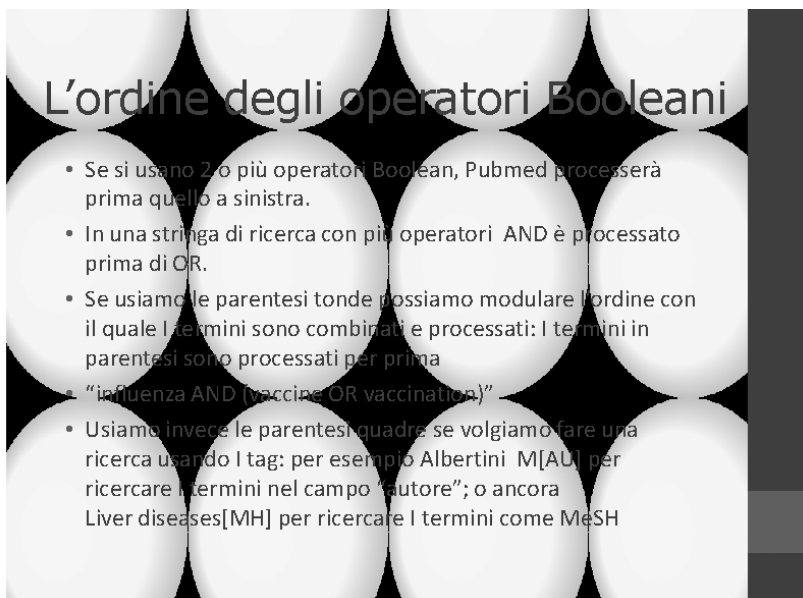 L’ordine degli operatori Booleani
• Se si usano 2 o più operatori Boolean, Pubmed processerà
prima quello a sinistra.
• In una stringa di ricerca con più operatori AND è processato
prima di OR.
• Se usiamo le parentesi tonde possiamo modulare l’ordine con
il quale I termini sono combinati e processati: I termini in
parentesi sono processati per prima
• “influenza AND (vaccine OR vaccination)”
• Usiamo invece le parentesi quadre se volgiamo fare una
ricerca usando I tag: per esempio Albertini M[AU] per
ricercare I termini nel campo “autore”; o ancora
Liver diseases[MH] per ricercare I termini come MeSH